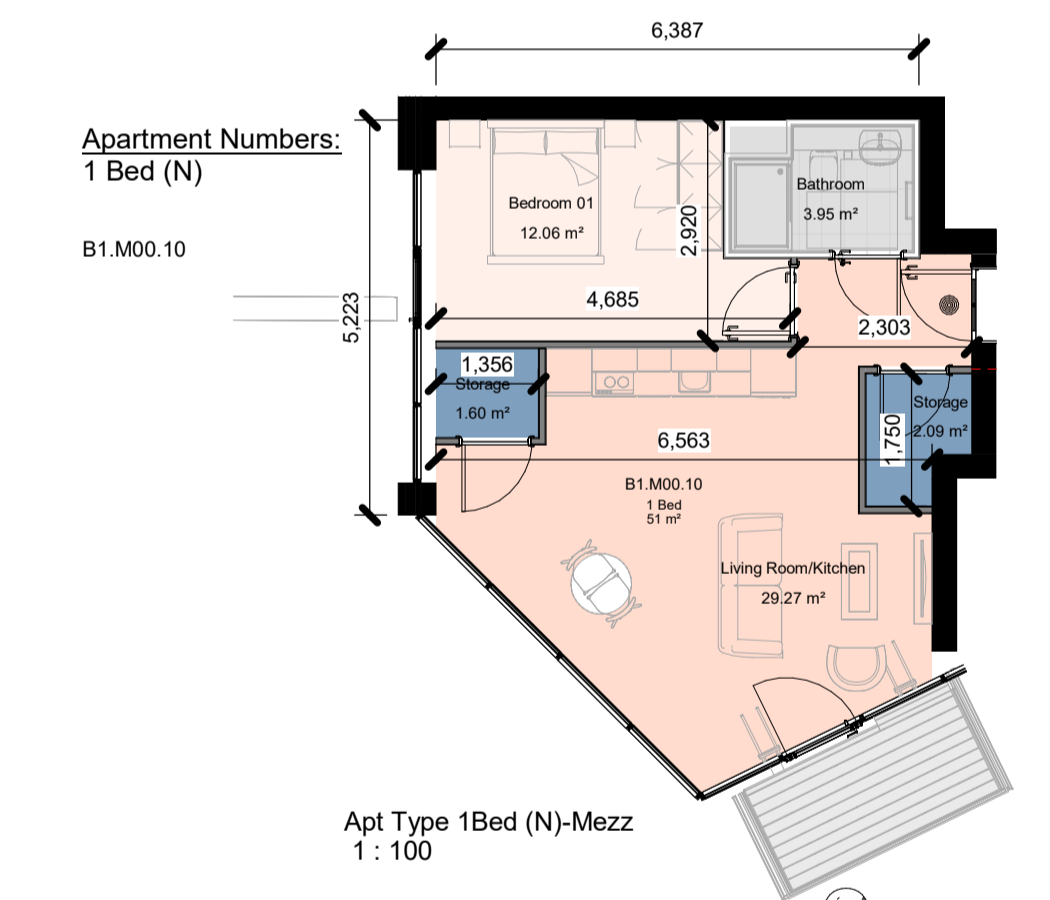 6,387
Apartment Numbers:
1 Bed (N)
B1.M00.10
Bedroom 01
12.06 m²
Bathroom
3.95 m²
2,920
5,223
4,685
2,303
1,356
Storage
1.60 m²
Storage
2.09 m²
1,750
6,563
B1.M00.10
1 Bed
51 m²
Living Room/Kitchen
29.27 m²
Apt Type 1Bed (N)-Mezz
1 : 100